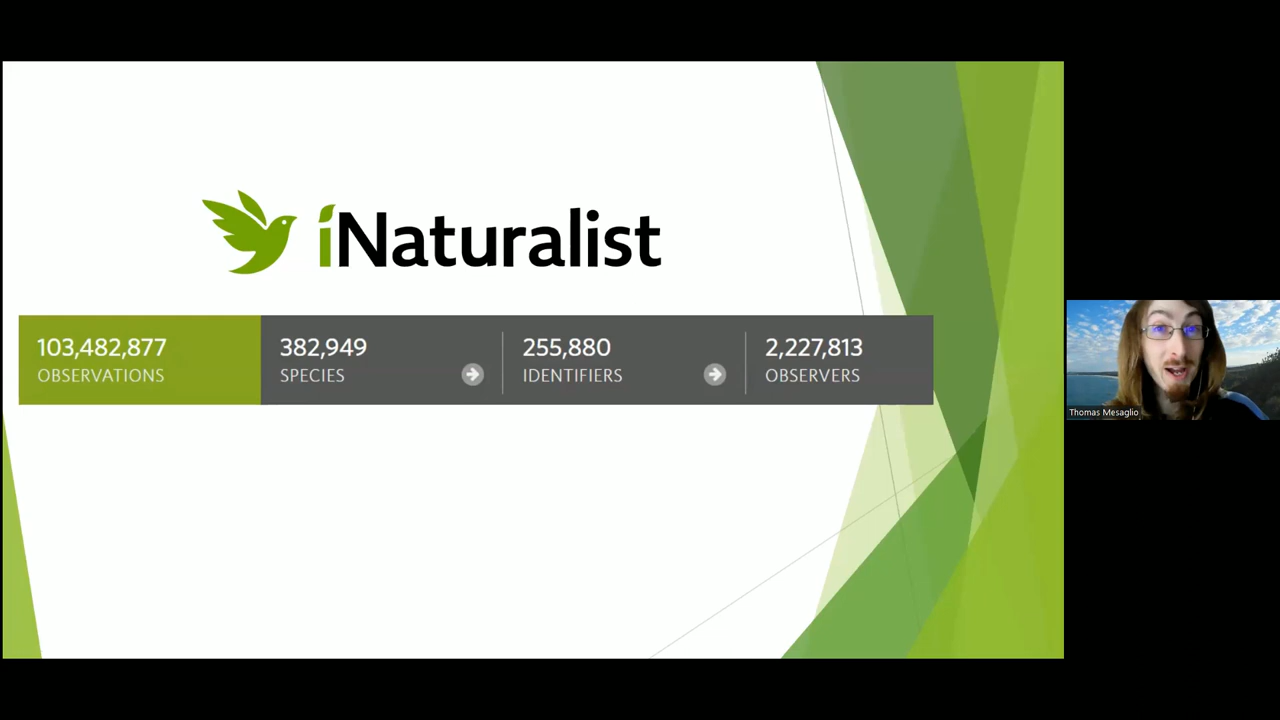 iNaturalist
103,482,877
OBSERVATIONS
382,949
SPECIES
255,880
IDENTIFIERS
2,227,813
OBSERVERS
Thomas Mesaglio